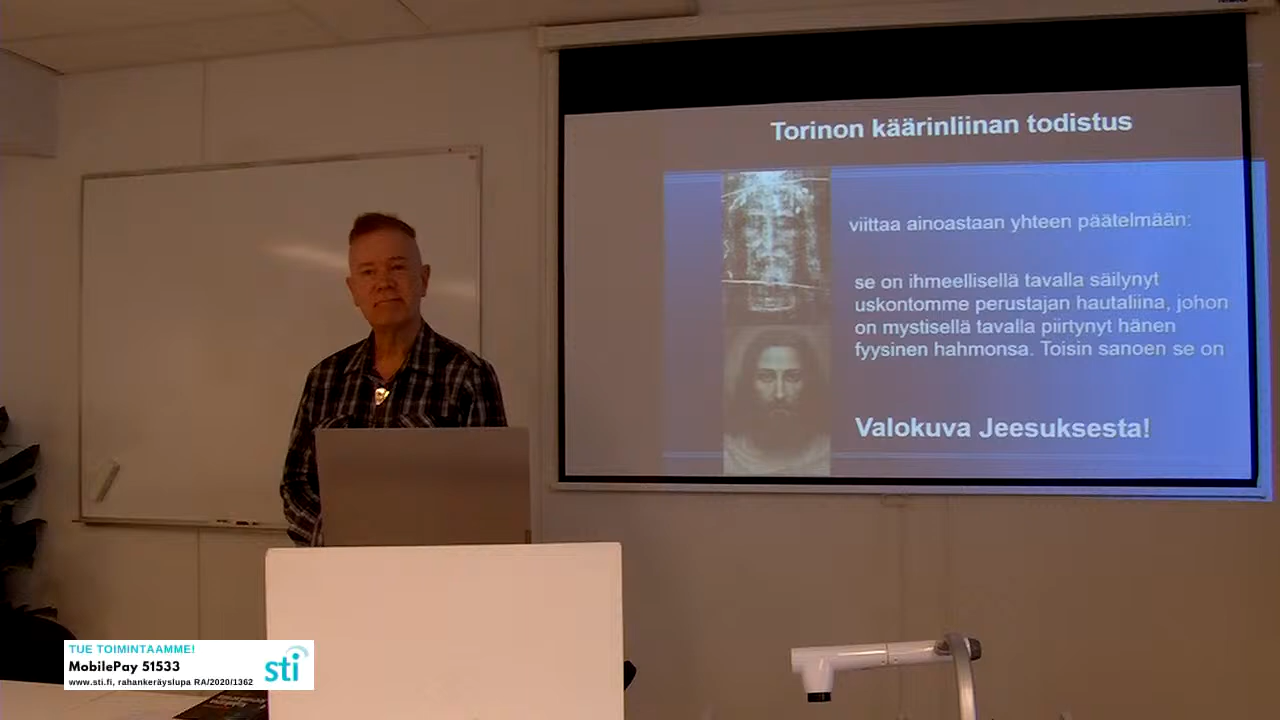 Torinon käärinliinan todistus
viittaa ainoastaan yhteen päätelmään:
se on ihmeellisellä tavalla säilynyt
uskontomme perustajan hautaliina, johon
on mystisellä tavalla piirtynyt hänen
fyysinen hahmonsa. Toisin sanoen se on
Valokuva Jeesuksesta!
TUE TOIMINTAAMME!
MobilePay 51533
www.sti.fi, rahankeräyslupa RA/2020/1362
sti